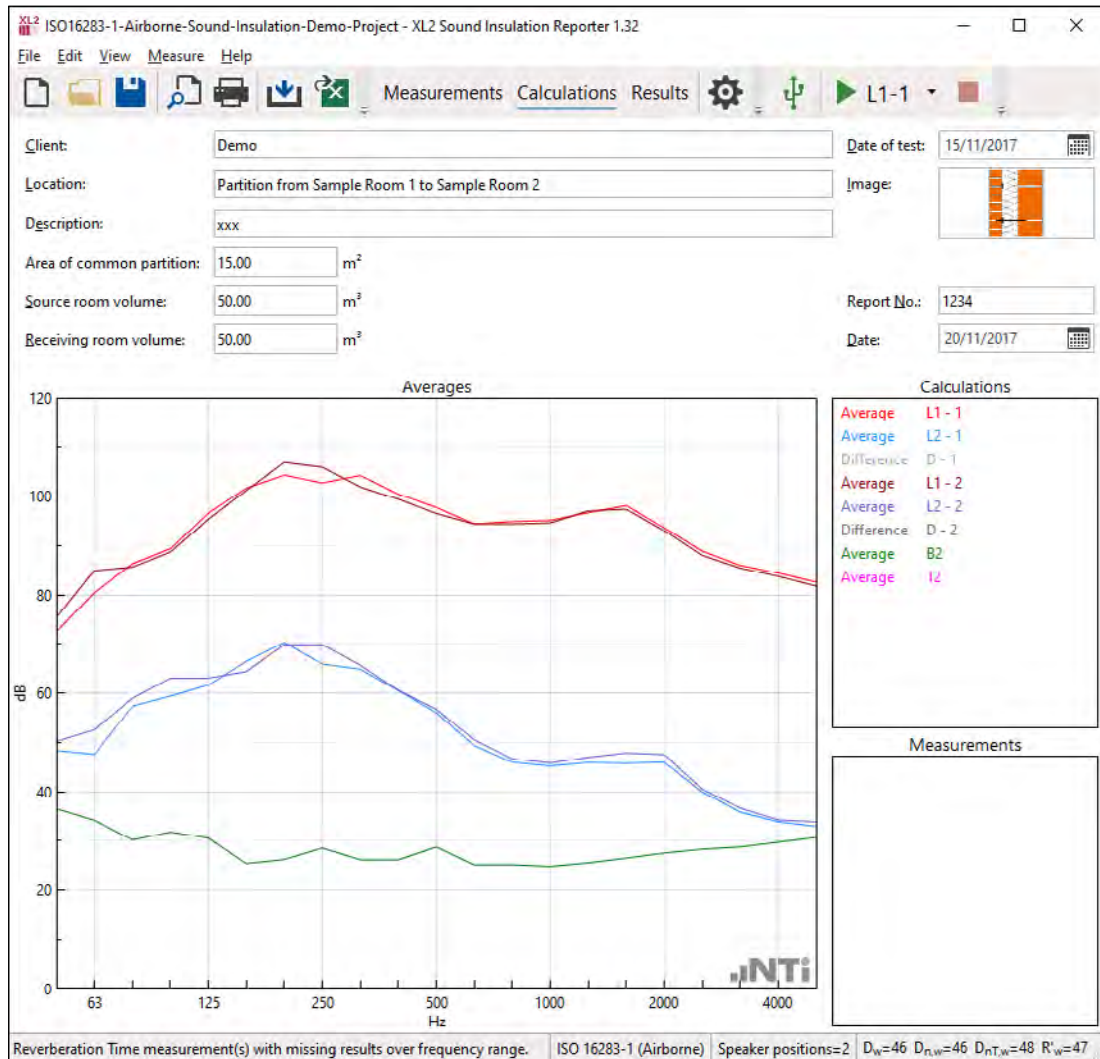 XL2 ISO16283-1-Airborne-Sound-Insulation-Demo-Project - XL2 Sound Insulation Reporter 1.32
File Edit View Measure Help
Measurements Calculations Results L1-1
Client: Demo Date of test: 15/11/2017
Location: Partition from Sample Room 1 to Sample Room 2 Image:
Description: xxx
Area of common partition: 15.00 m²
Source room volume: 50.00 m³ Report No.: 1234
Receiving room volume: 50.00 m³ Date: 20/11/2017
Averages
120
100
80
60
dB
40
20
0
63 125 250 500 1000 2000 4000
Hz
NTi
Calculations
Average L1 - 1
Average L2 - 1
Difference D - 1
Average L1 - 2
Average L2 - 2
Difference D - 2
Average B2
Average T2
Measurements
Reverberation Time measurement(s) with missing results over frequency range. ISO 16283-1 (Airborne) Speaker positions=2 Dw=46 Dn,w=46 DnT,w=48 R'w=47